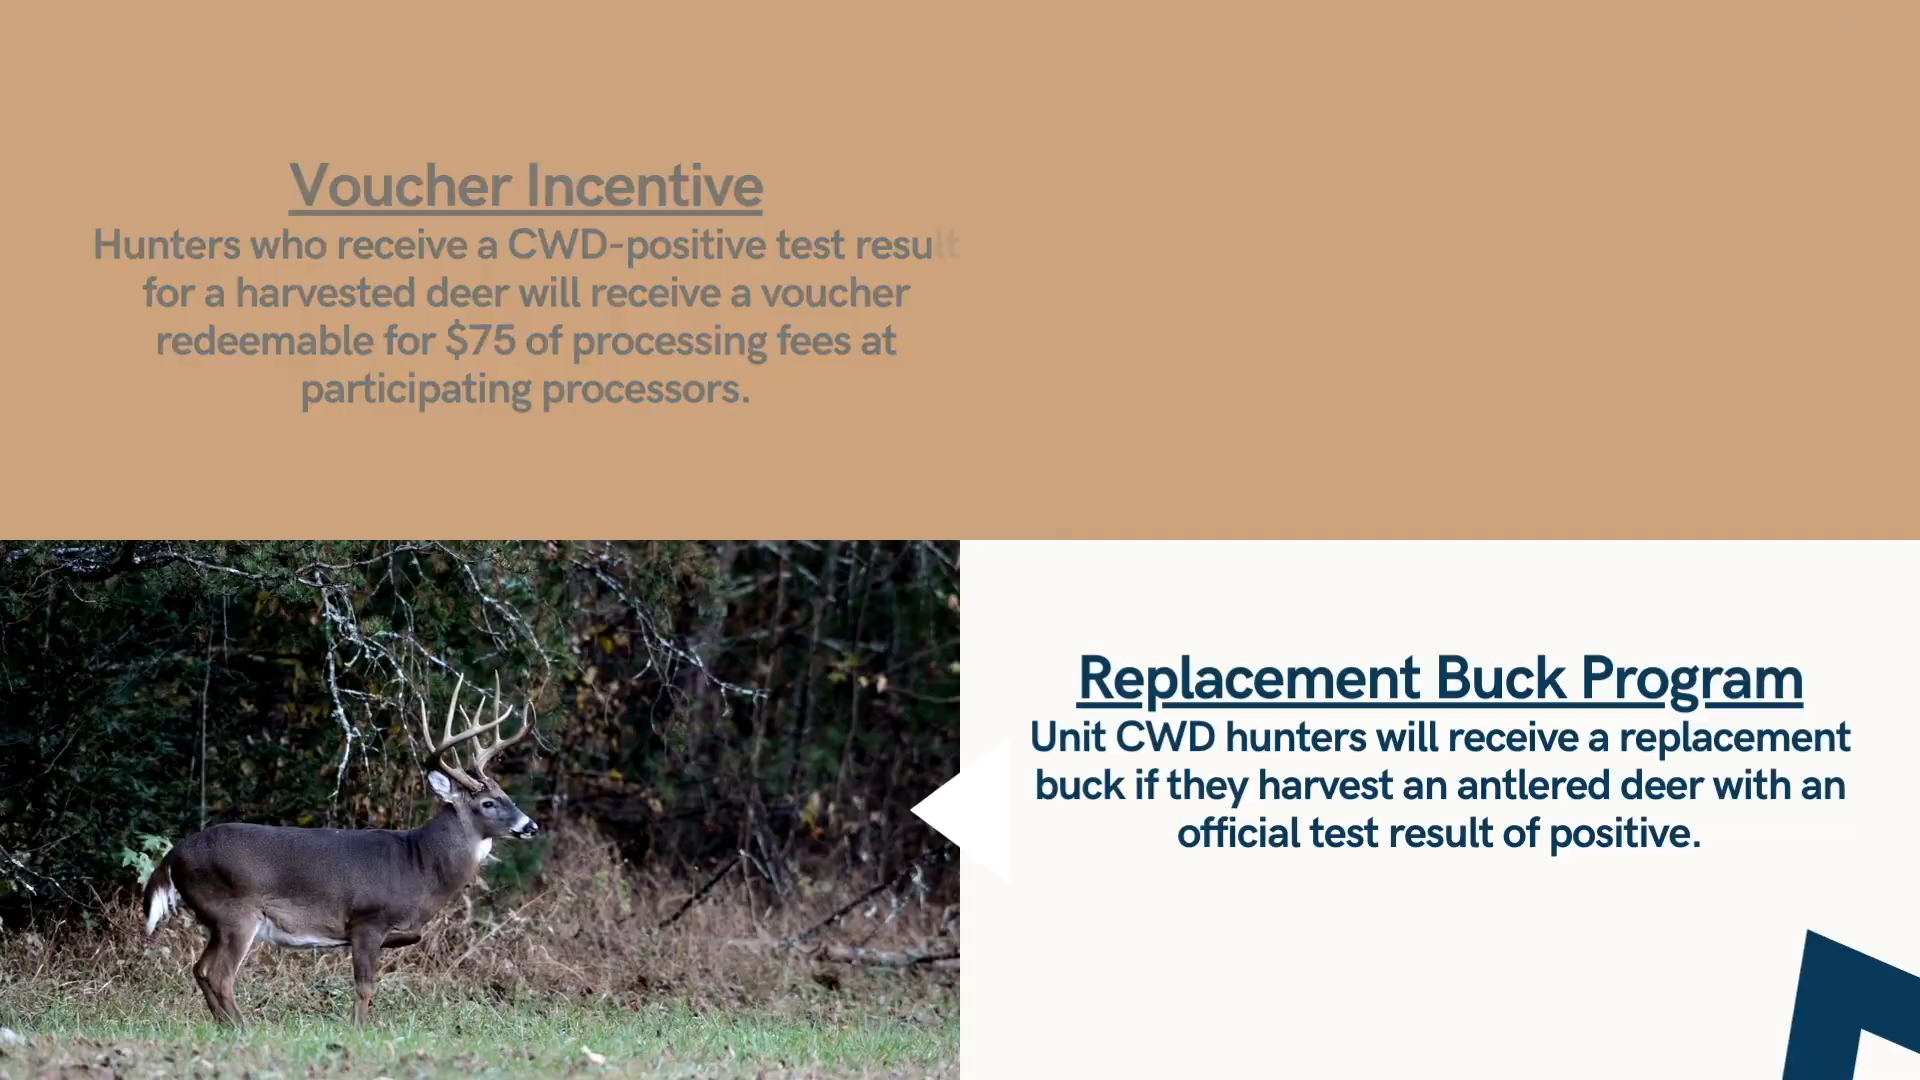 Voucher Incentive
Hunters who receive a CWD-positive test result
for a harvested deer will receive a voucher
redeemable for $75 of processing fees at
participating processors.
Replacement Buck Program
Unit CWD hunters will receive a replacement
buck if they harvest an antlered deer with an
official test result of positive.